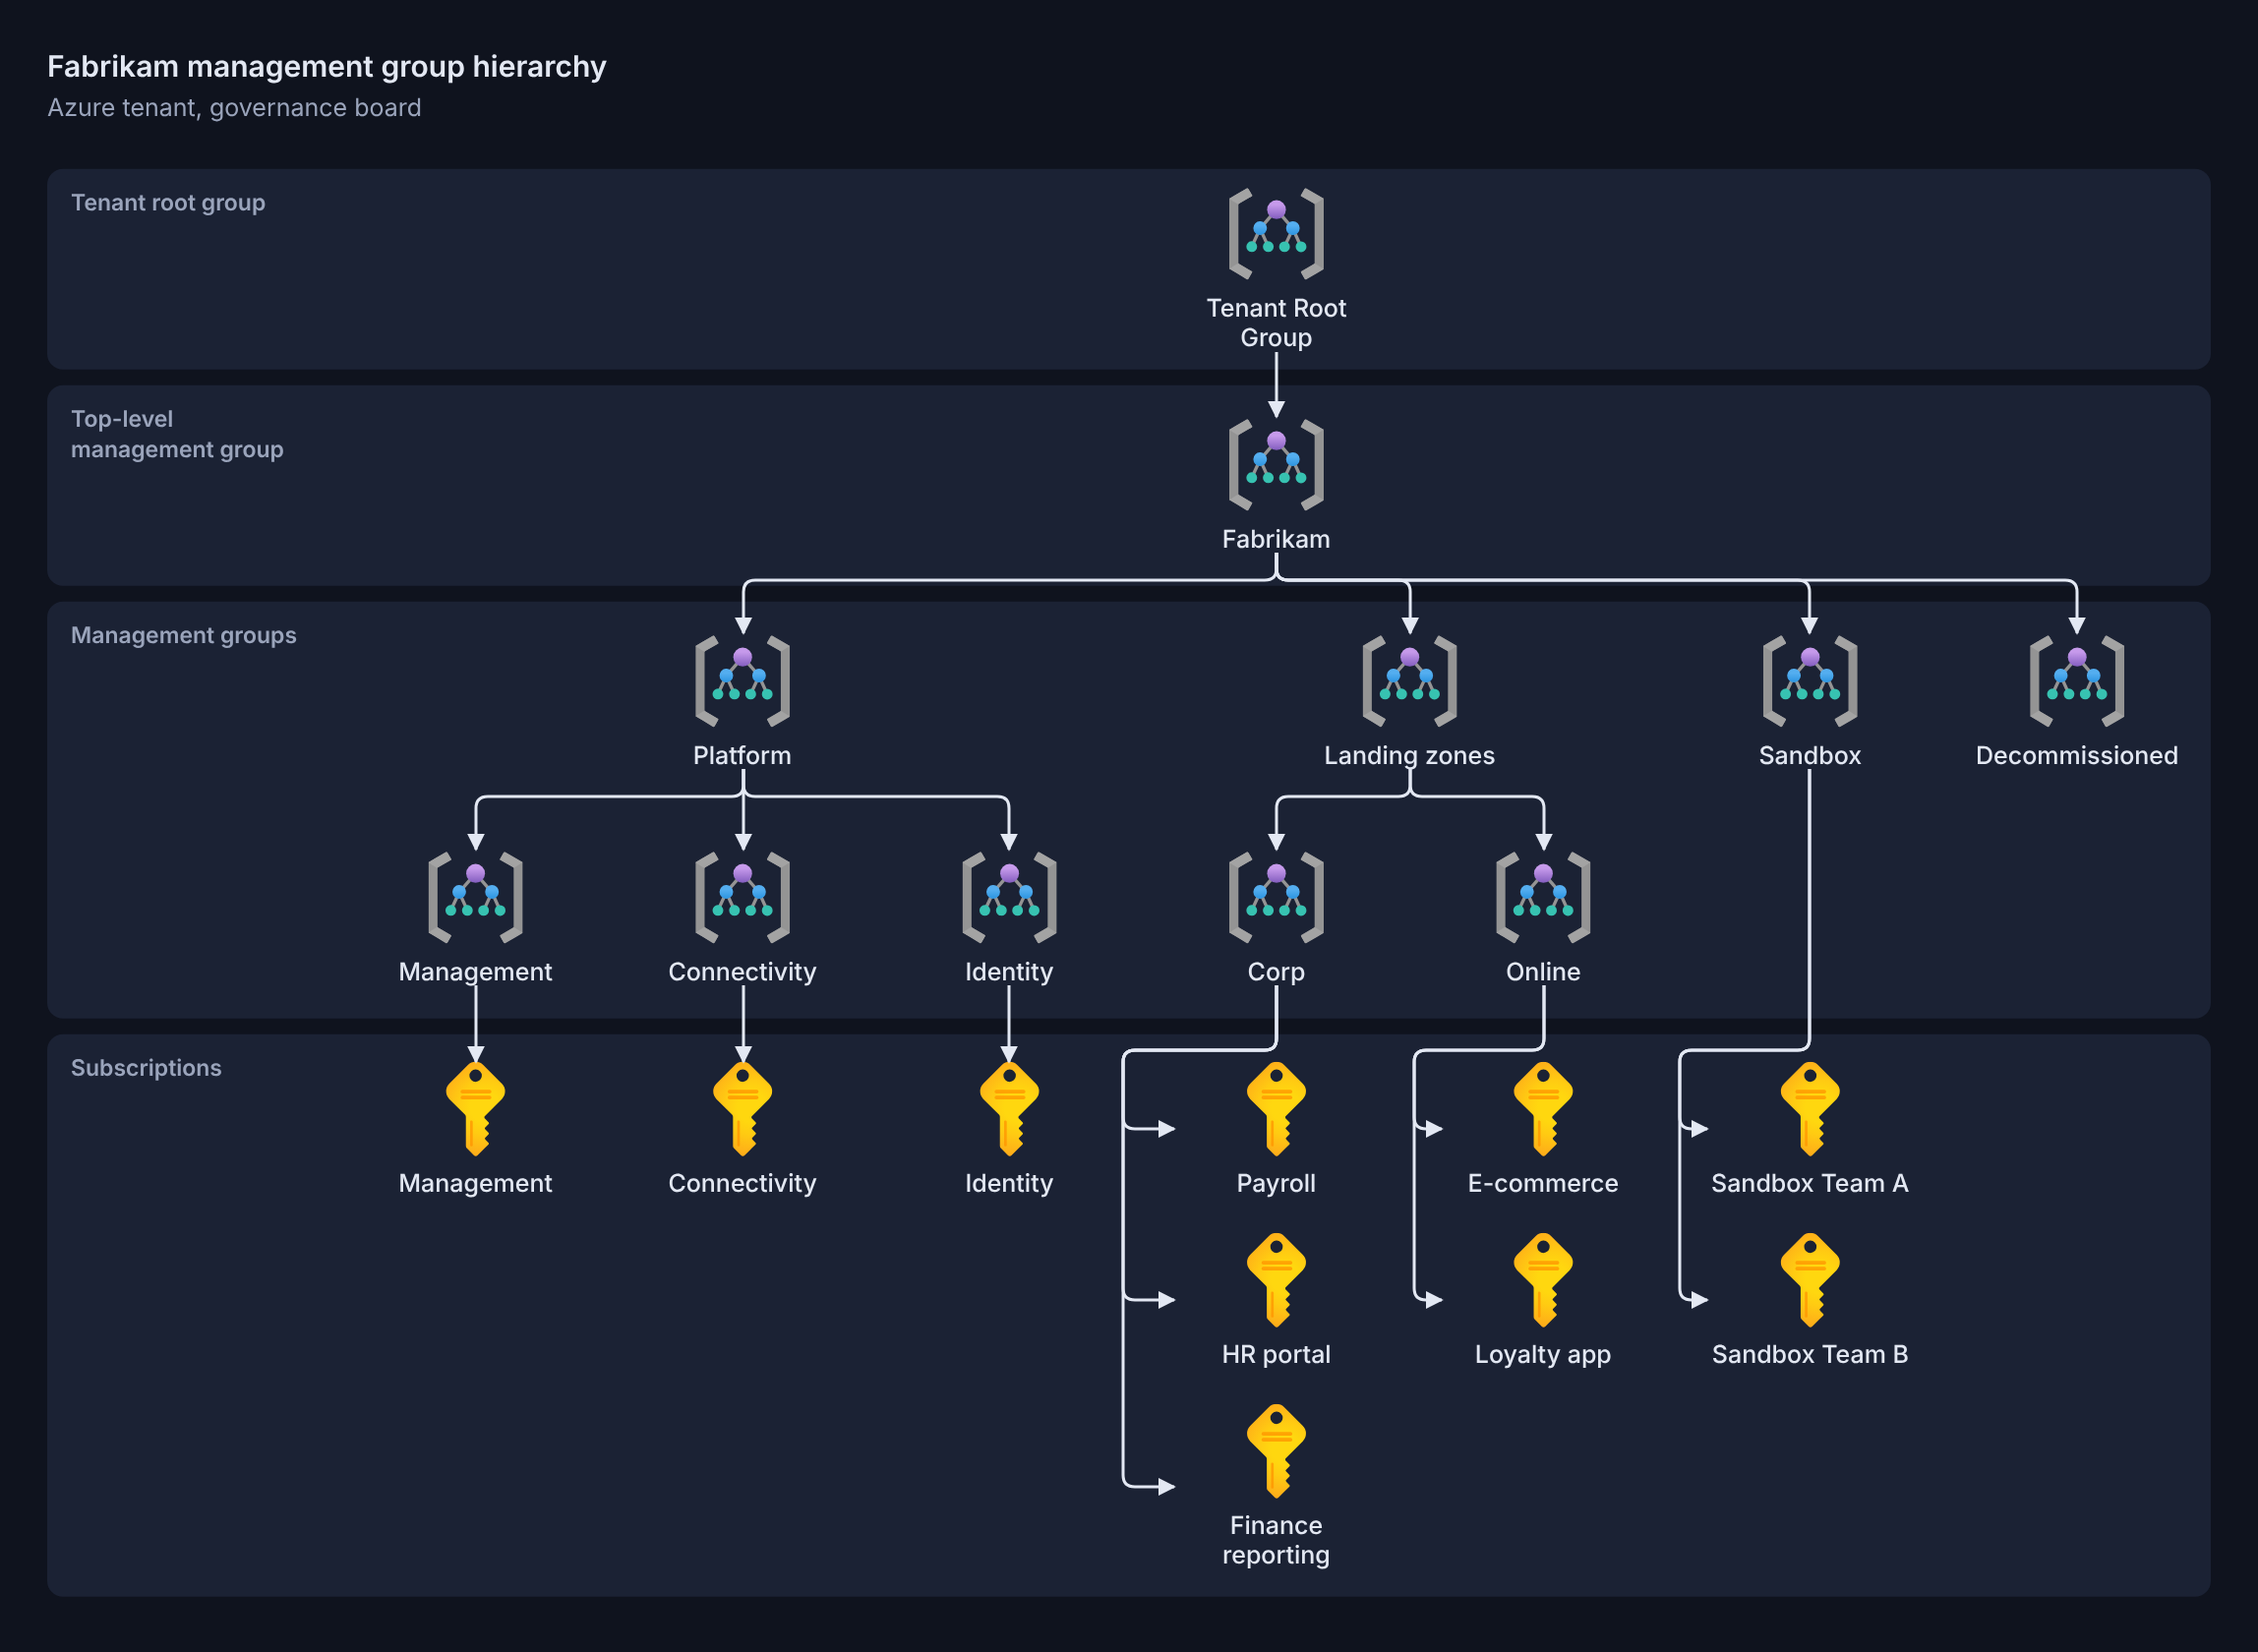 Fabrikam management group hierarchy
Azure tenant, governance board
Tenant root group
Tenant Root
Group
Top-level
management group
Fabrikam
Management groups
Platform
Landing zones
Sandbox
Decommissioned
Management
Connectivity
Identity
Corp
Online
Subscriptions
Management
Connectivity
Identity
Payroll
E-commerce
Sandbox Team A
HR portal
Loyalty app
Sandbox Team B
Finance
reporting